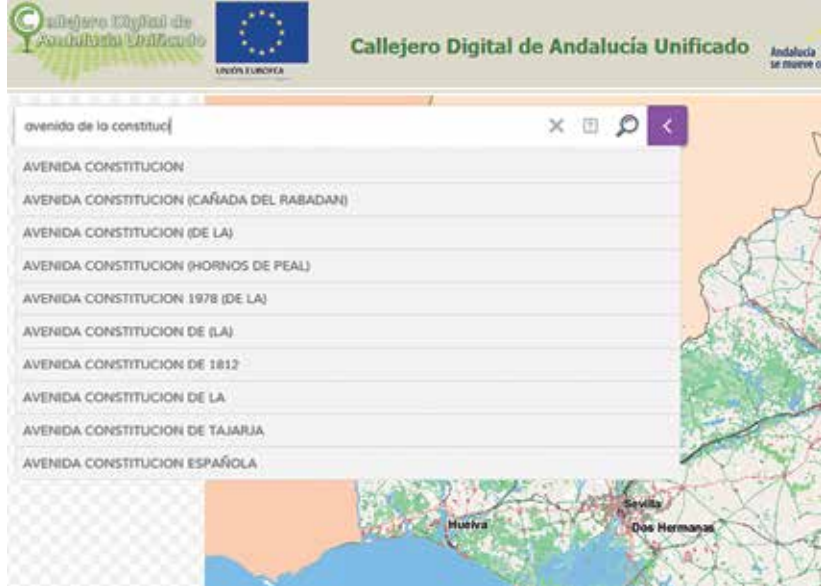 Callejero Digital de
Andalucía Unificado
UNIÓN EUROPEA
Callejero Digital de Andalucía Unificado
Andalucía
se mueve c
avenida de la constituci
AVENIDA CONSTITUCION
AVENIDA CONSTITUCION (CAÑADA DEL RABADAN)
AVENIDA CONSTITUCION (DE LA)
AVENIDA CONSTITUCION (HORNOS DE PEAL)
AVENIDA CONSTITUCION 1978 (DE LA)
AVENIDA CONSTITUCION DE (LA)
AVENIDA CONSTITUCION DE 1812
AVENIDA CONSTITUCION DE LA
AVENIDA CONSTITUCION DE TAJARJA
AVENIDA CONSTITUCION ESPAÑOLA
Sevilla
Huelva
Dos Hermanas